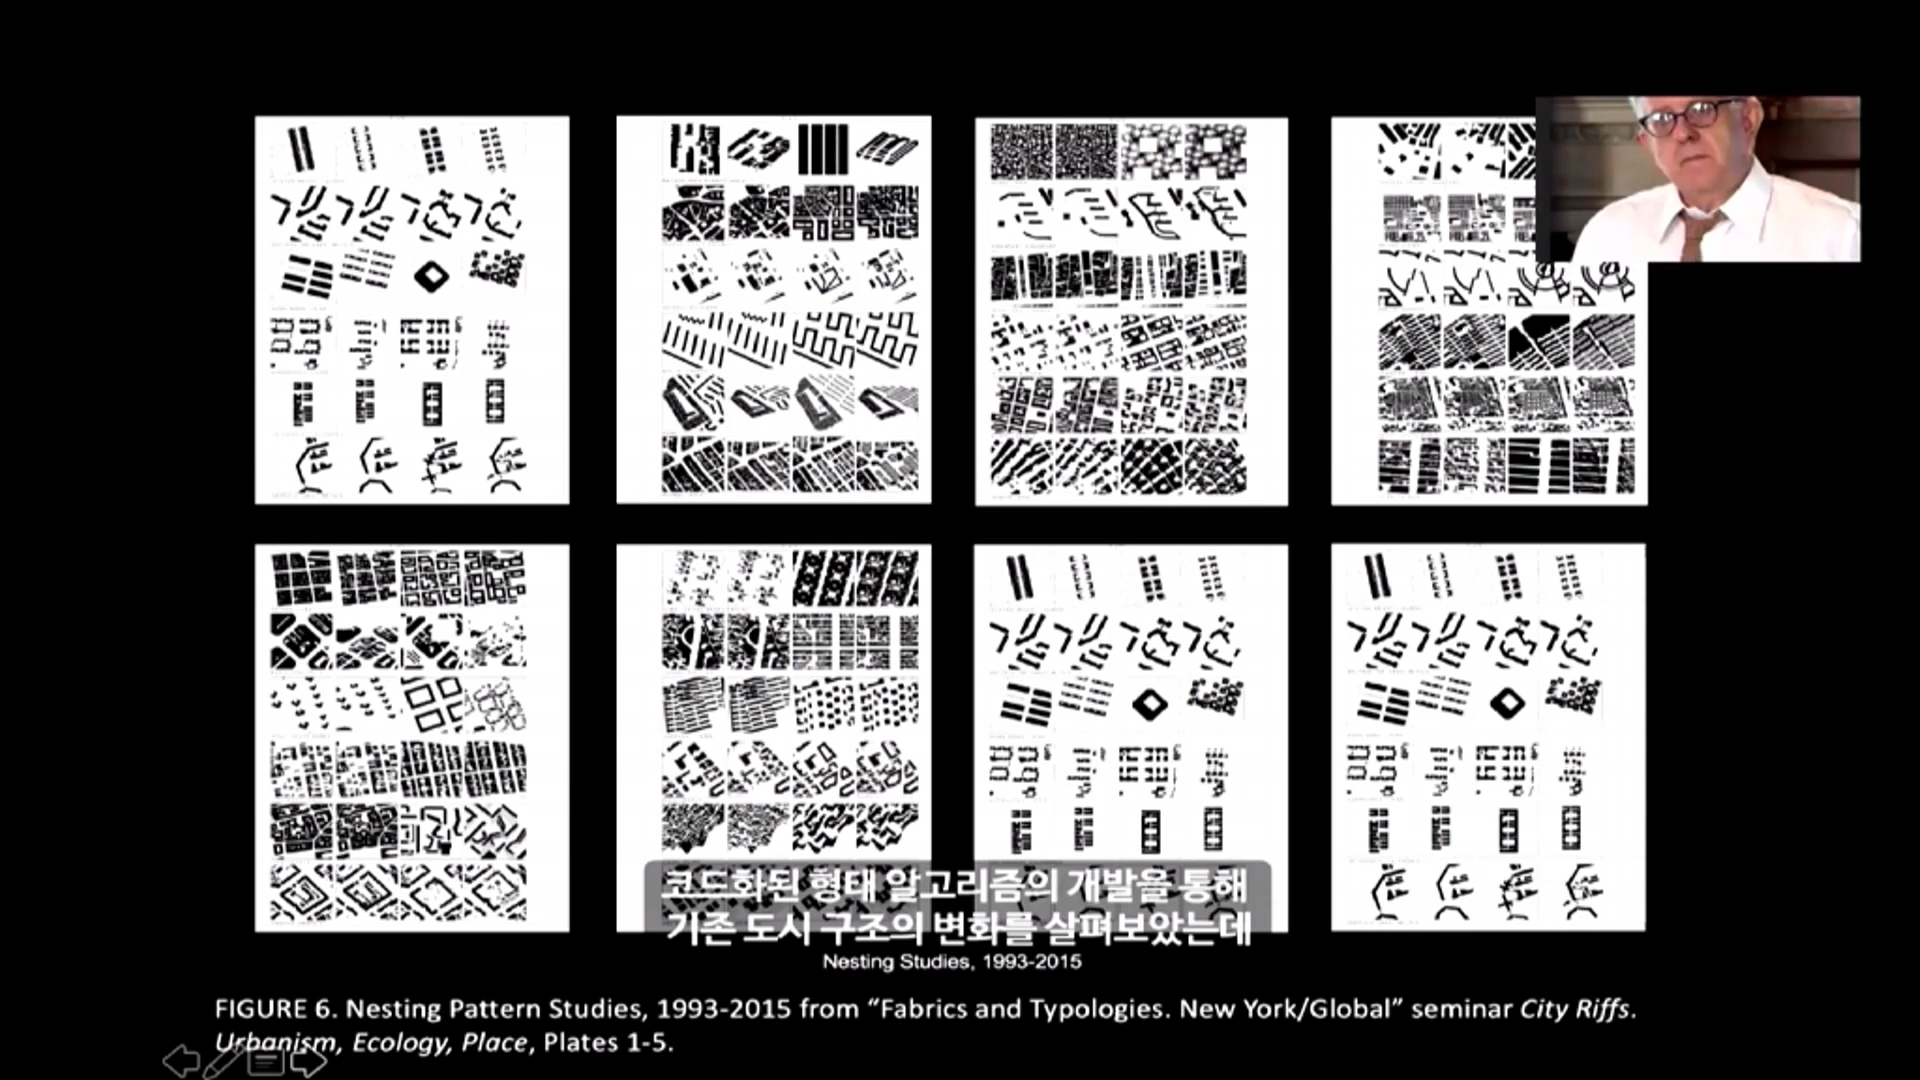 코드화된 형태 알고리즘의 개발을 통해
기존 도시 구조의 변화를 살펴보았는데
Nesting Studies, 1993-2015
FIGURE 6. Nesting Pattern Studies, 1993-2015 from “Fabrics and Typologies. New York/Global” seminar City Riffs.
Urbanism, Ecology, Place, Plates 1-5.